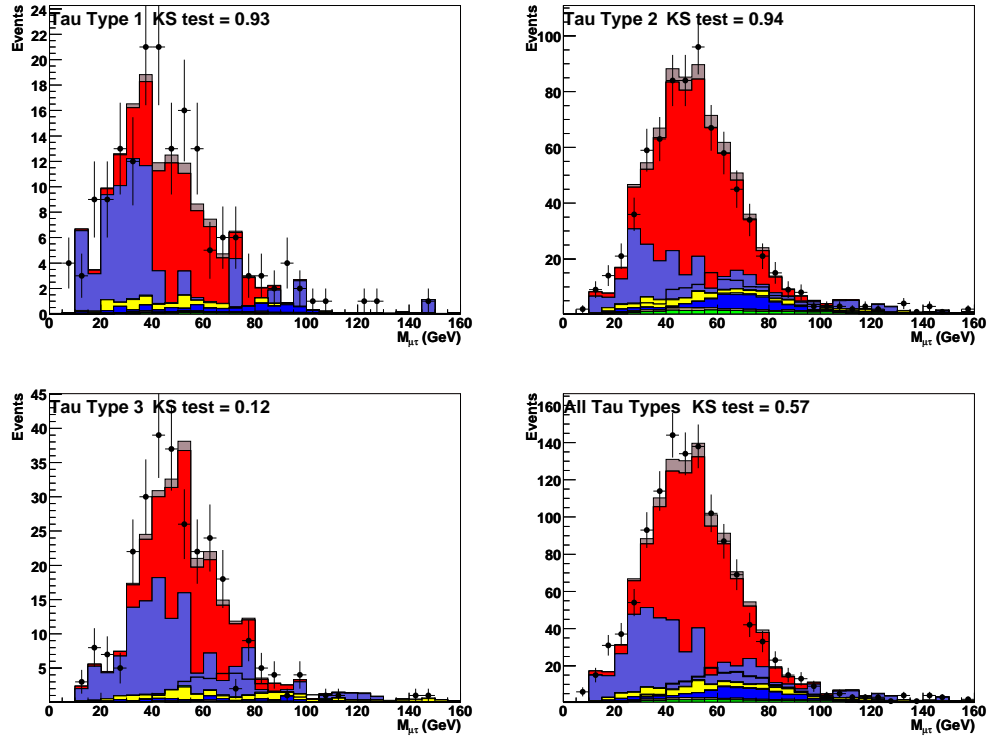 Tau Type 1 KS test = 0.93
Events
24
22
20
18
16
14
12
10
8
6
4
2
0
0 20 40 60 80 100 120 140 160
Mμτ (GeV)
Tau Type 2 KS test = 0.94
Events
100
80
60
40
20
0
0 20 40 60 80 100 120 140 160
Mμτ (GeV)
Tau Type 3 KS test = 0.12
Events
45
40
35
30
25
20
15
10
5
0 20 40 60 80 100 120 140 160
Mμτ (GeV)
All Tau Types KS test = 0.57
Events
160
140
120
100
80
60
40
20
0
0 20 40 60 80 100 120 140 160
Mμτ (GeV)